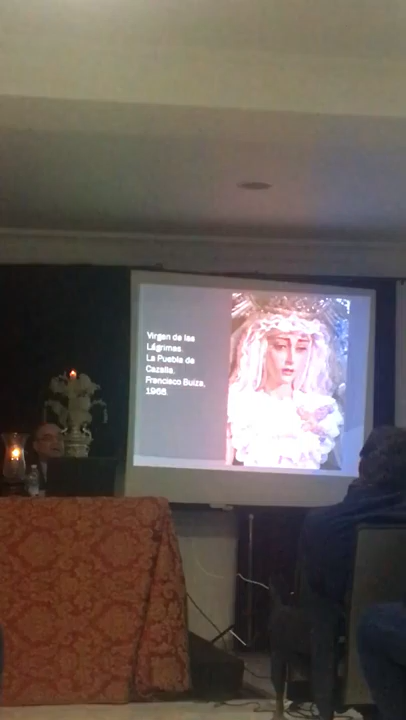 Virgen de las
Lágrimas
La Puebla de
Cazalla.
Francisco Buiza,
1968.